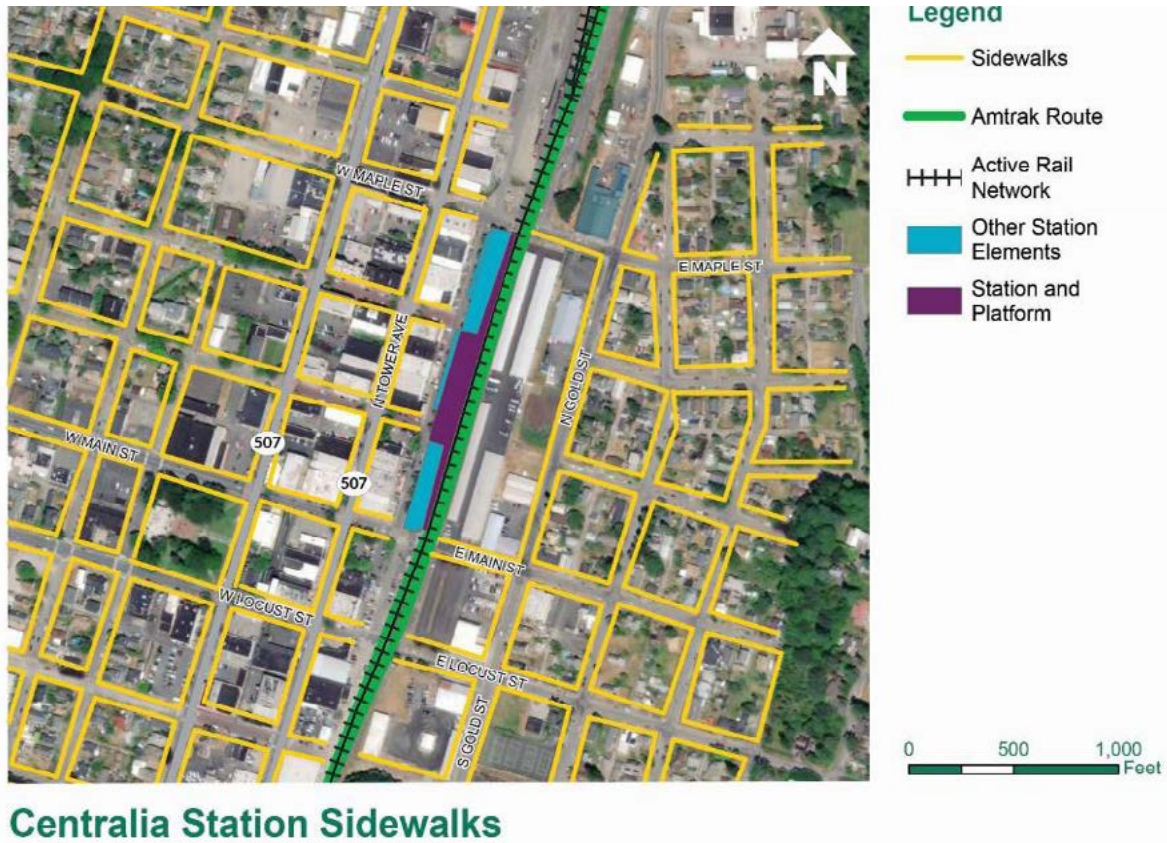 Legend
N
Sidewalks
Amtrak Route
Active Rail
Network
Other Station
Elements
Station and
Platform
W MAPLE ST
E MAPLE ST
N TOWER AVE
N GOLD ST
W MAIN ST
507
507
E MAIN ST
W LOCUST ST
E LOCUST ST
S GOLD ST
0 500 1,000
Feet
Centralia Station Sidewalks